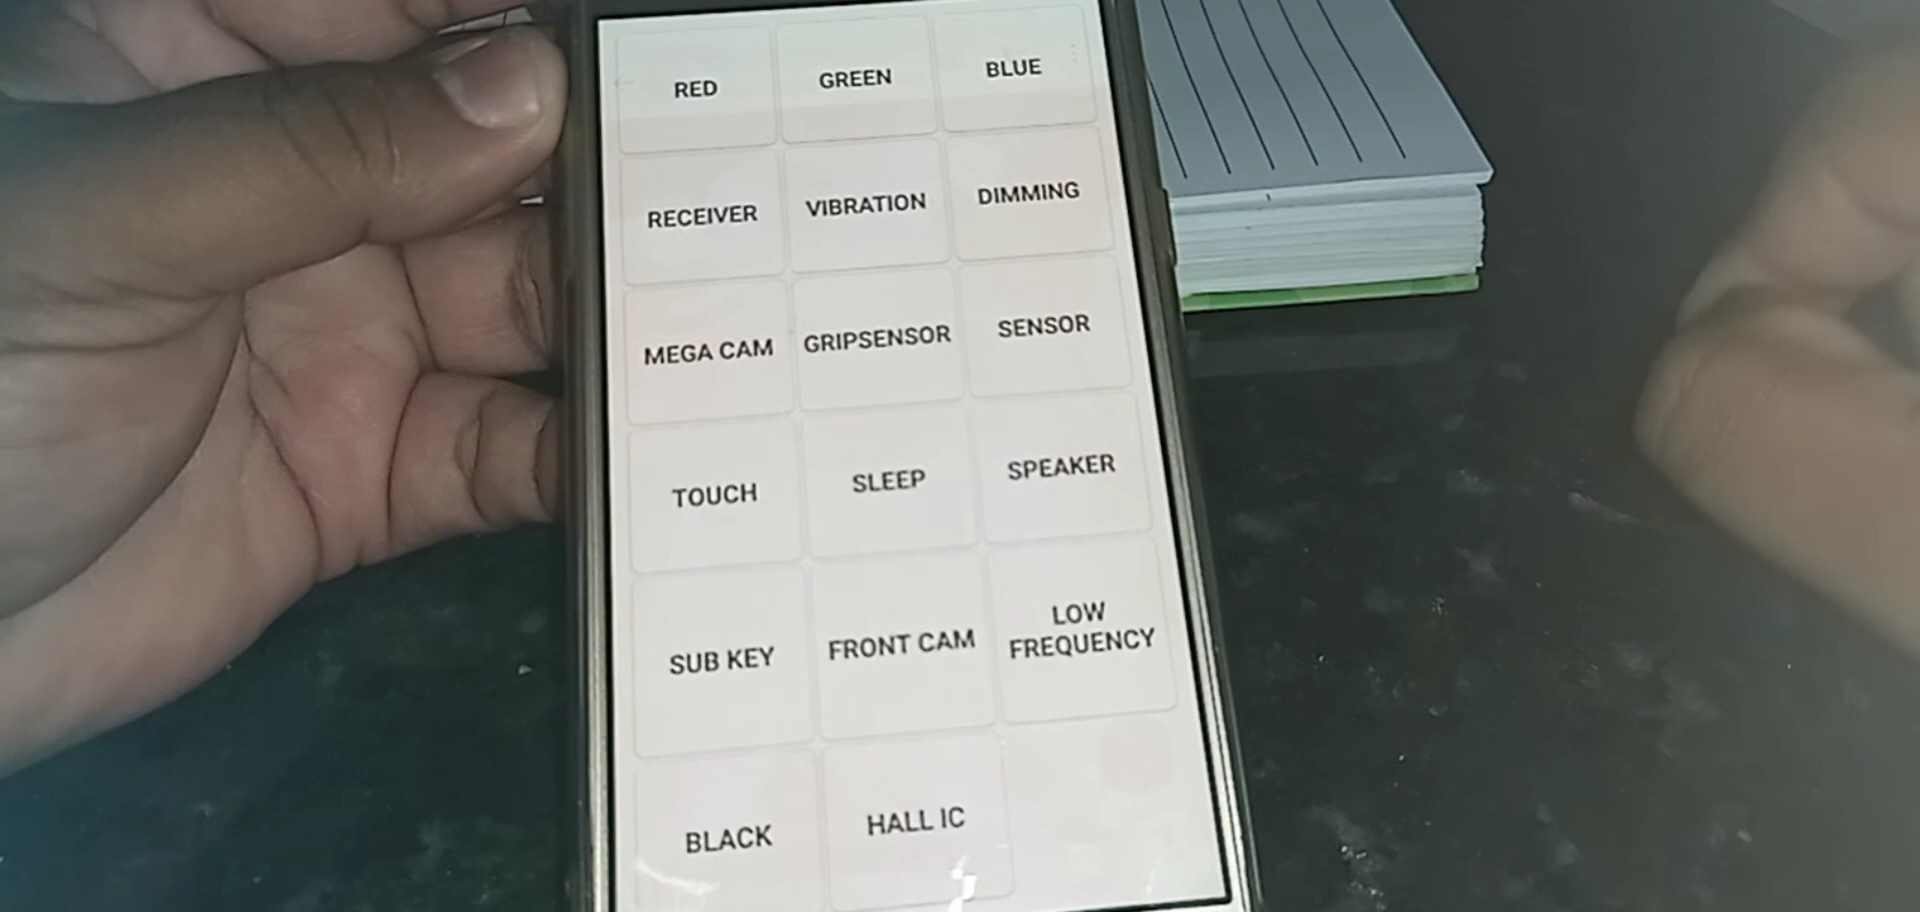 RED
GREEN
BLUE
RECEIVER
VIBRATION
DIMMING
MEGA CAM
GRIPSENSOR
SENSOR
TOUCH
SLEEP
SPEAKER
SUB KEY
FRONT CAM
LOW
FREQUENCY
BLACK
HALL IC